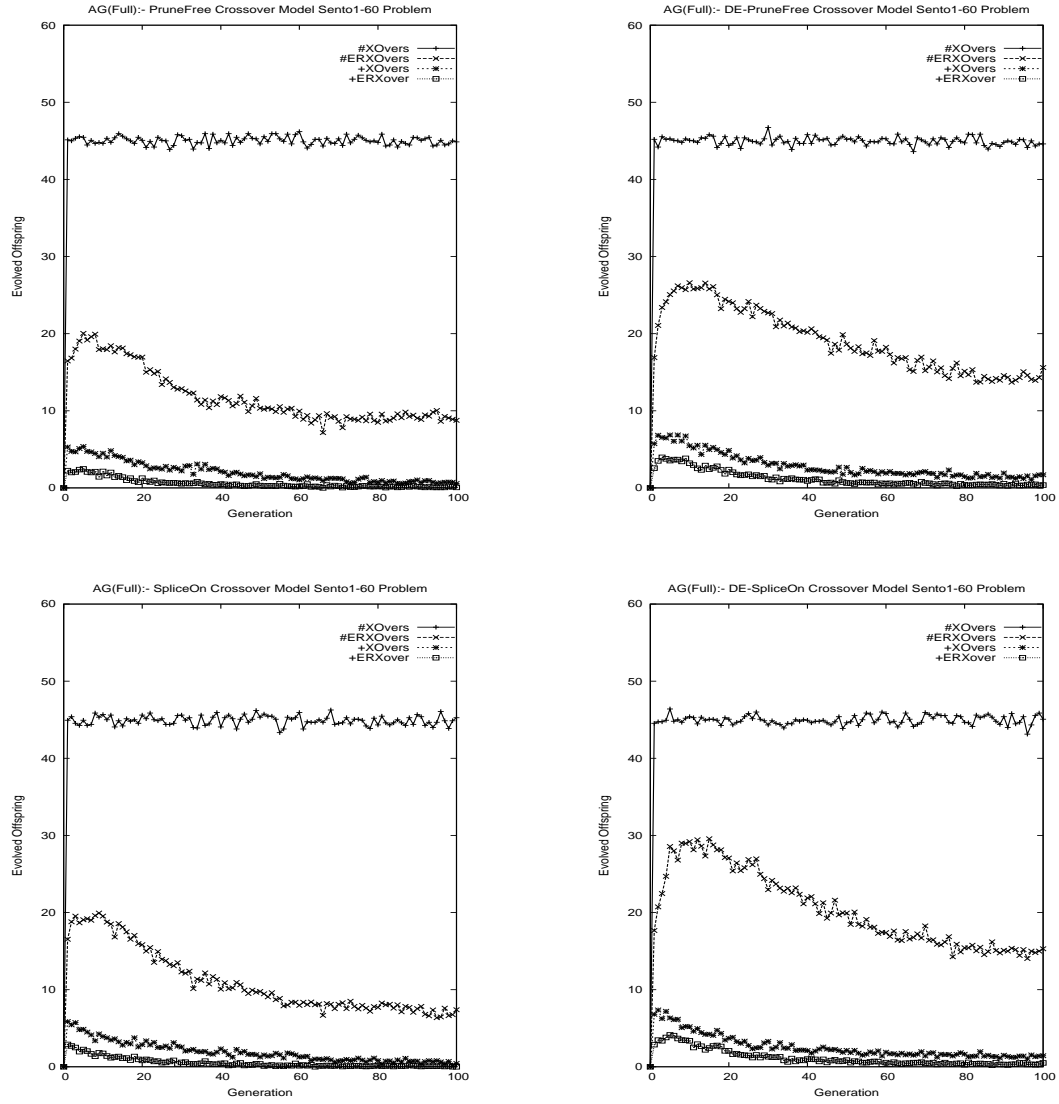 AG(Full):- PruneFree Crossover Model Sento1-60 Problem
60
50
40
30
20
10
0
0 20 40 60 80 100
Evolved Offspring
Generation
#XOvers
#ERXOvers
+XOvers
+ERXover
AG(Full):- DE-PruneFree Crossover Model Sento1-60 Problem
60
50
40
30
20
10
0
0 20 40 60 80 100
Evolved Offspring
Generation
#XOvers
#ERXOvers
+XOvers
+ERXover
AG(Full):- SpliceOn Crossover Model Sento1-60 Problem
60
50
40
30
20
10
0
0 20 40 60 80 100
Evolved Offspring
Generation
#XOvers
#ERXOvers
+XOvers
+ERXover
AG(Full):- DE-SpliceOn Crossover Model Sento1-60 Problem
60
50
40
30
20
10
0
0 20 40 60 80 100
Evolved Offspring
Generation
#XOvers
#ERXOvers
+XOvers
+ERXover